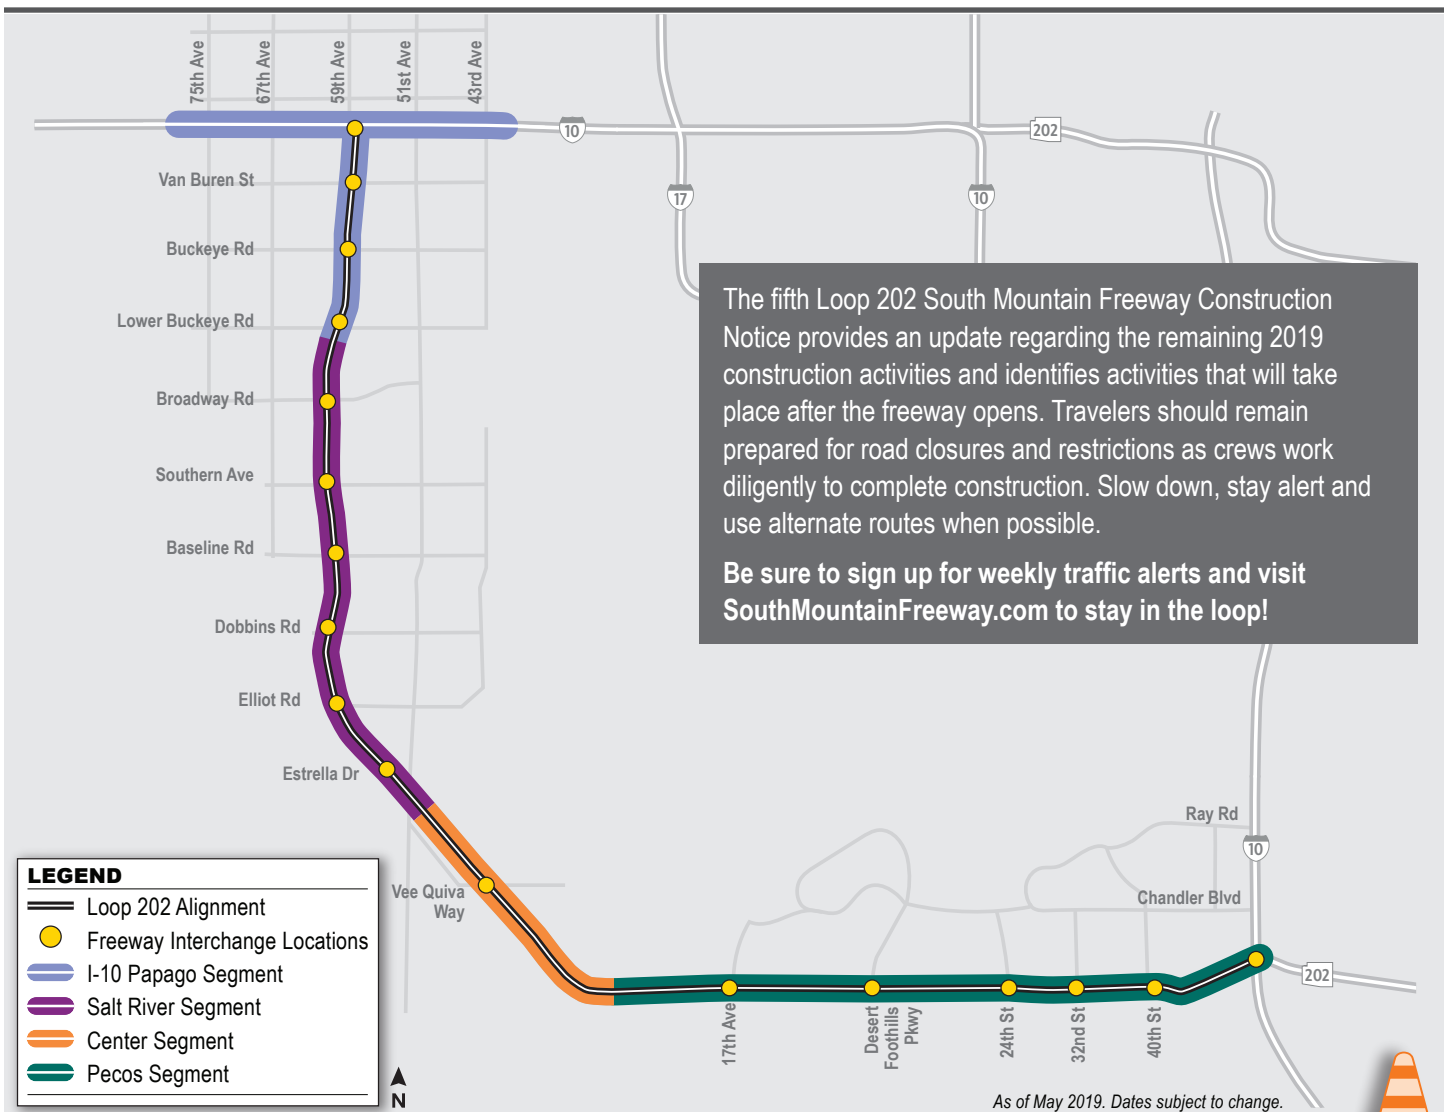 75th Ave
67th Ave
59th Ave
51st Ave
43rd Ave
10
202
17
10
Van Buren St
Buckeye Rd
Lower Buckeye Rd
Broadway Rd
Southern Ave
Baseline Rd
Dobbins Rd
Elliot Rd
Estrella Dr
The fifth Loop 202 South Mountain Freeway Construction
Notice provides an update regarding the remaining 2019
construction activities and identifies activities that will take
place after the freeway opens. Travelers should remain
prepared for road closures and restrictions as crews work
diligently to complete construction. Slow down, stay alert and
use alternate routes when possible.
Be sure to sign up for weekly traffic alerts and visit
SouthMountainFreeway.com to stay in the loop!
Ray Rd
10
Chandler Blvd
202
Vee Quiva
Way
17th Ave
Desert
Foothills
Pkwy
24th St
32nd St
40th St
LEGEND
Loop 202 Alignment
Freeway Interchange Locations
I-10 Papago Segment
Salt River Segment
Center Segment
Pecos Segment
N
As of May 2019. Dates subject to change.